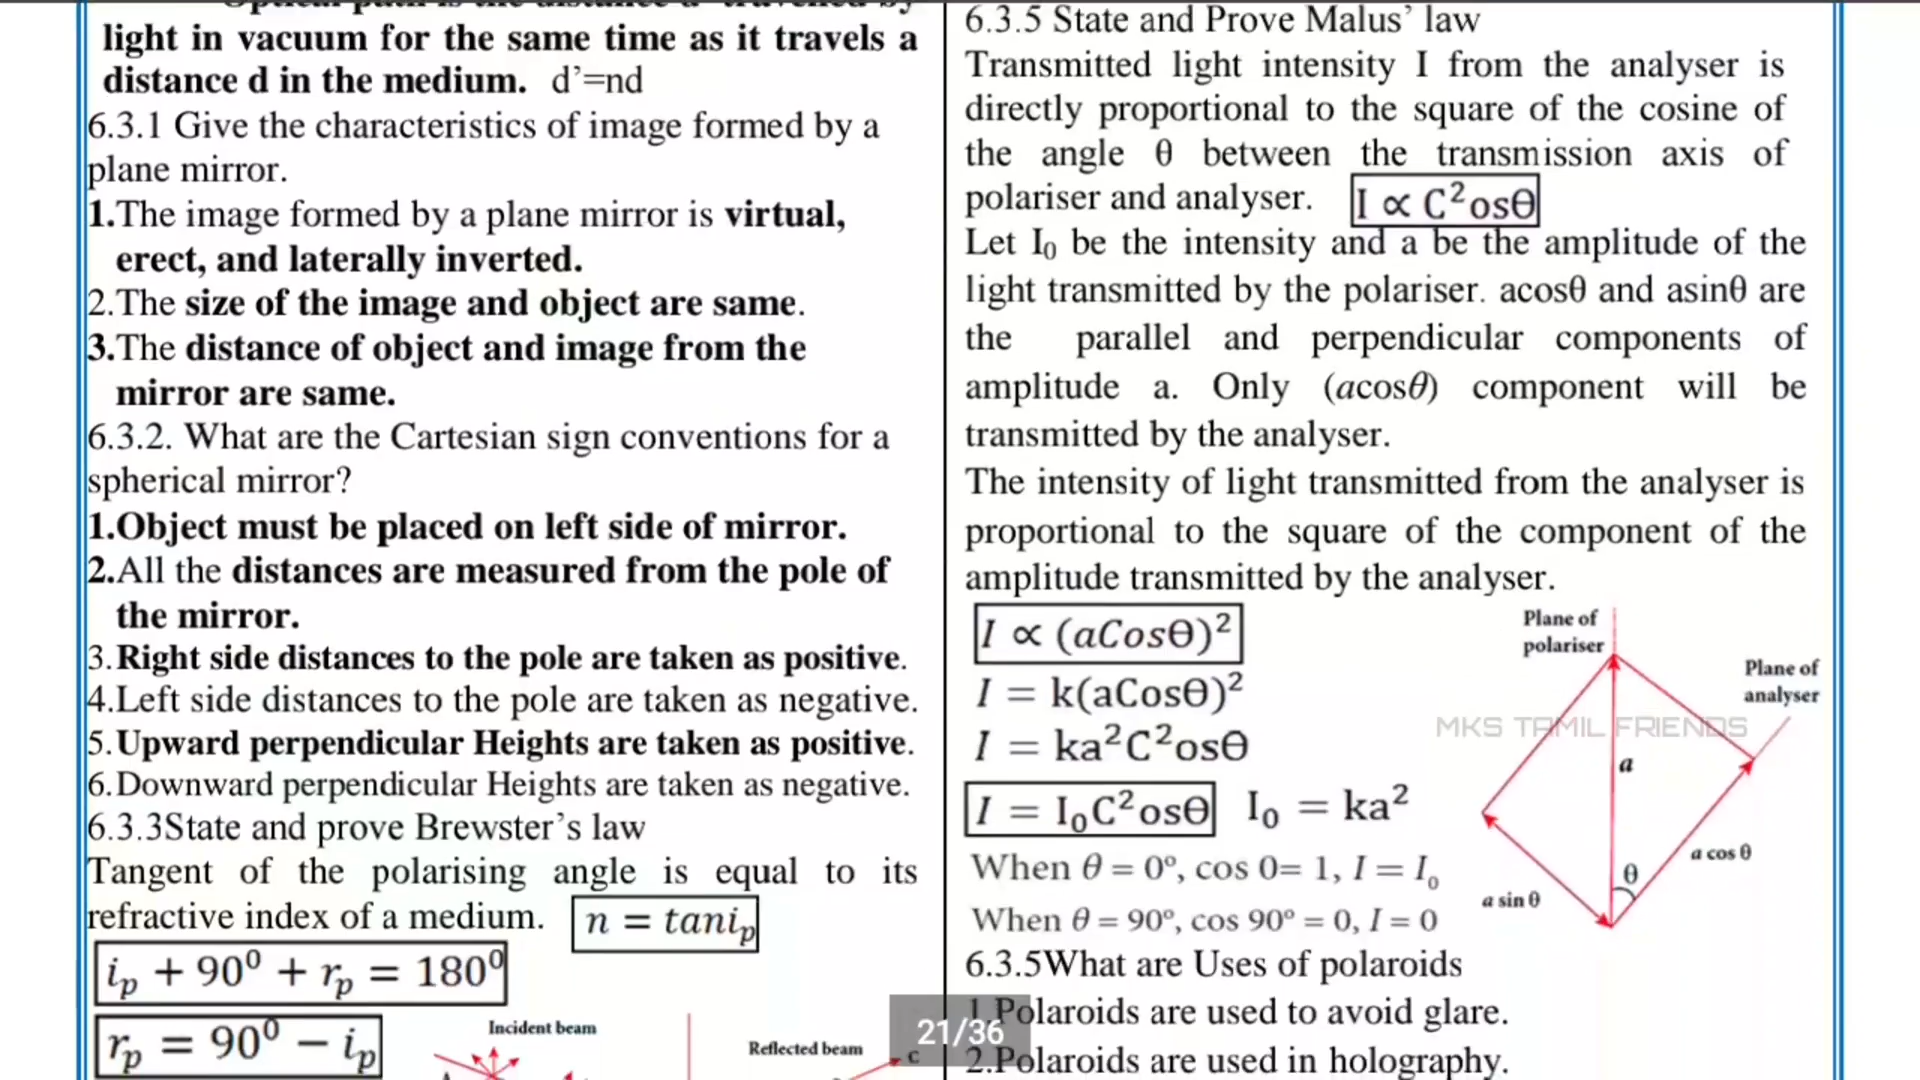 light in vacuum for the same time as it travels a
distance d in the medium. d’=nd
6.3.1 Give the characteristics of image formed by a
plane mirror.
1.The image formed by a plane mirror is virtual,
erect, and laterally inverted.
2.The size of the image and object are same.
3.The distance of object and image from the
mirror are same.
6.3.2. What are the Cartesian sign conventions for a
spherical mirror?
1.Object must be placed on left side of mirror.
2.All the distances are measured from the pole of
the mirror.
3.Right side distances to the pole are taken as positive.
4.Left side distances to the pole are taken as negative.
5.Upward perpendicular Heights are taken as positive.
6.Downward perpendicular Heights are taken as negative.
6.3.3State and prove Brewster’s law
Tangent of the polarising angle is equal to its
refractive index of a medium. n = tani_p
i_p + 90⁰ + r_p = 180⁰
r_p = 90⁰ − i_p
Incident beam
Reflected beam
C
6.3.5 State and Prove Malus’ law
Transmitted light intensity I from the analyser is
directly proportional to the square of the cosine of
the angle θ between the transmission axis of
polariser and analyser. I ∝ C²osΘ
Let I₀ be the intensity and a be the amplitude of the
light transmitted by the polariser. acosθ and asinθ are
the parallel and perpendicular components of
amplitude a. Only (acosθ) component will be
transmitted by the analyser.
The intensity of light transmitted from the analyser is
proportional to the square of the component of the
amplitude transmitted by the analyser.
I ∝ (aCosΘ)²
I = k(aCosΘ)²
I = ka²C²osΘ
I = I₀C²osΘ I₀ = ka²
When θ = 0º, cos 0= 1, I = I₀
When θ = 90º, cos 90º = 0, I = 0
Plane of
polariser
Plane of
analyser
MKS TAMIL FRIENDS
a
a cos θ
θ
a sin θ
6.3.5What are Uses of polaroids
1.Polaroids are used to avoid glare.
2.Polaroids are used in holography.
21/36